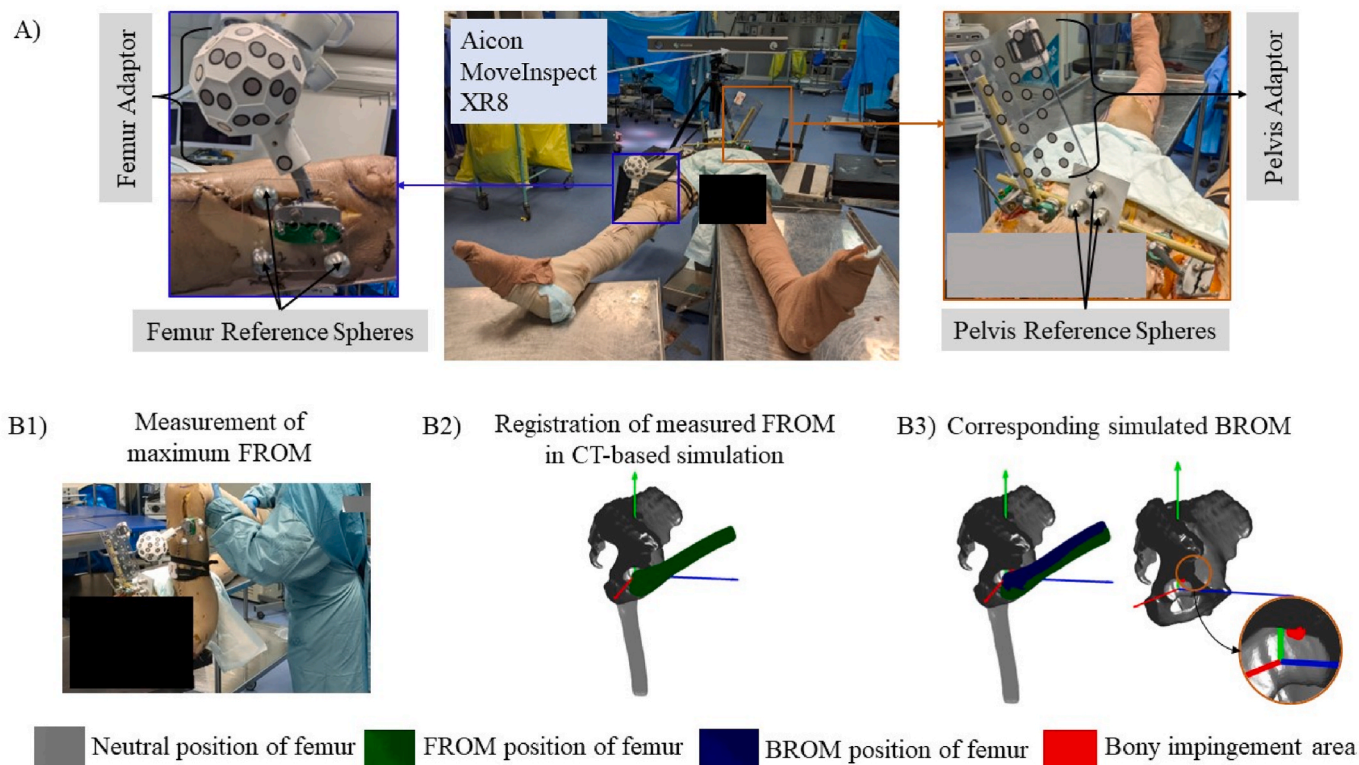 A)
Femur Adaptor
Aicon
MoveInspect
XR8
Pelvis Adaptor
Femur Reference Spheres
Pelvis Reference Spheres
B1)
Measurement of
maximum FROM
B2)
Registration of measured FROM
in CT-based simulation
B3) Corresponding simulated BROM
Neutral position of femur
FROM position of femur
BROM position of femur
Bony impingement area